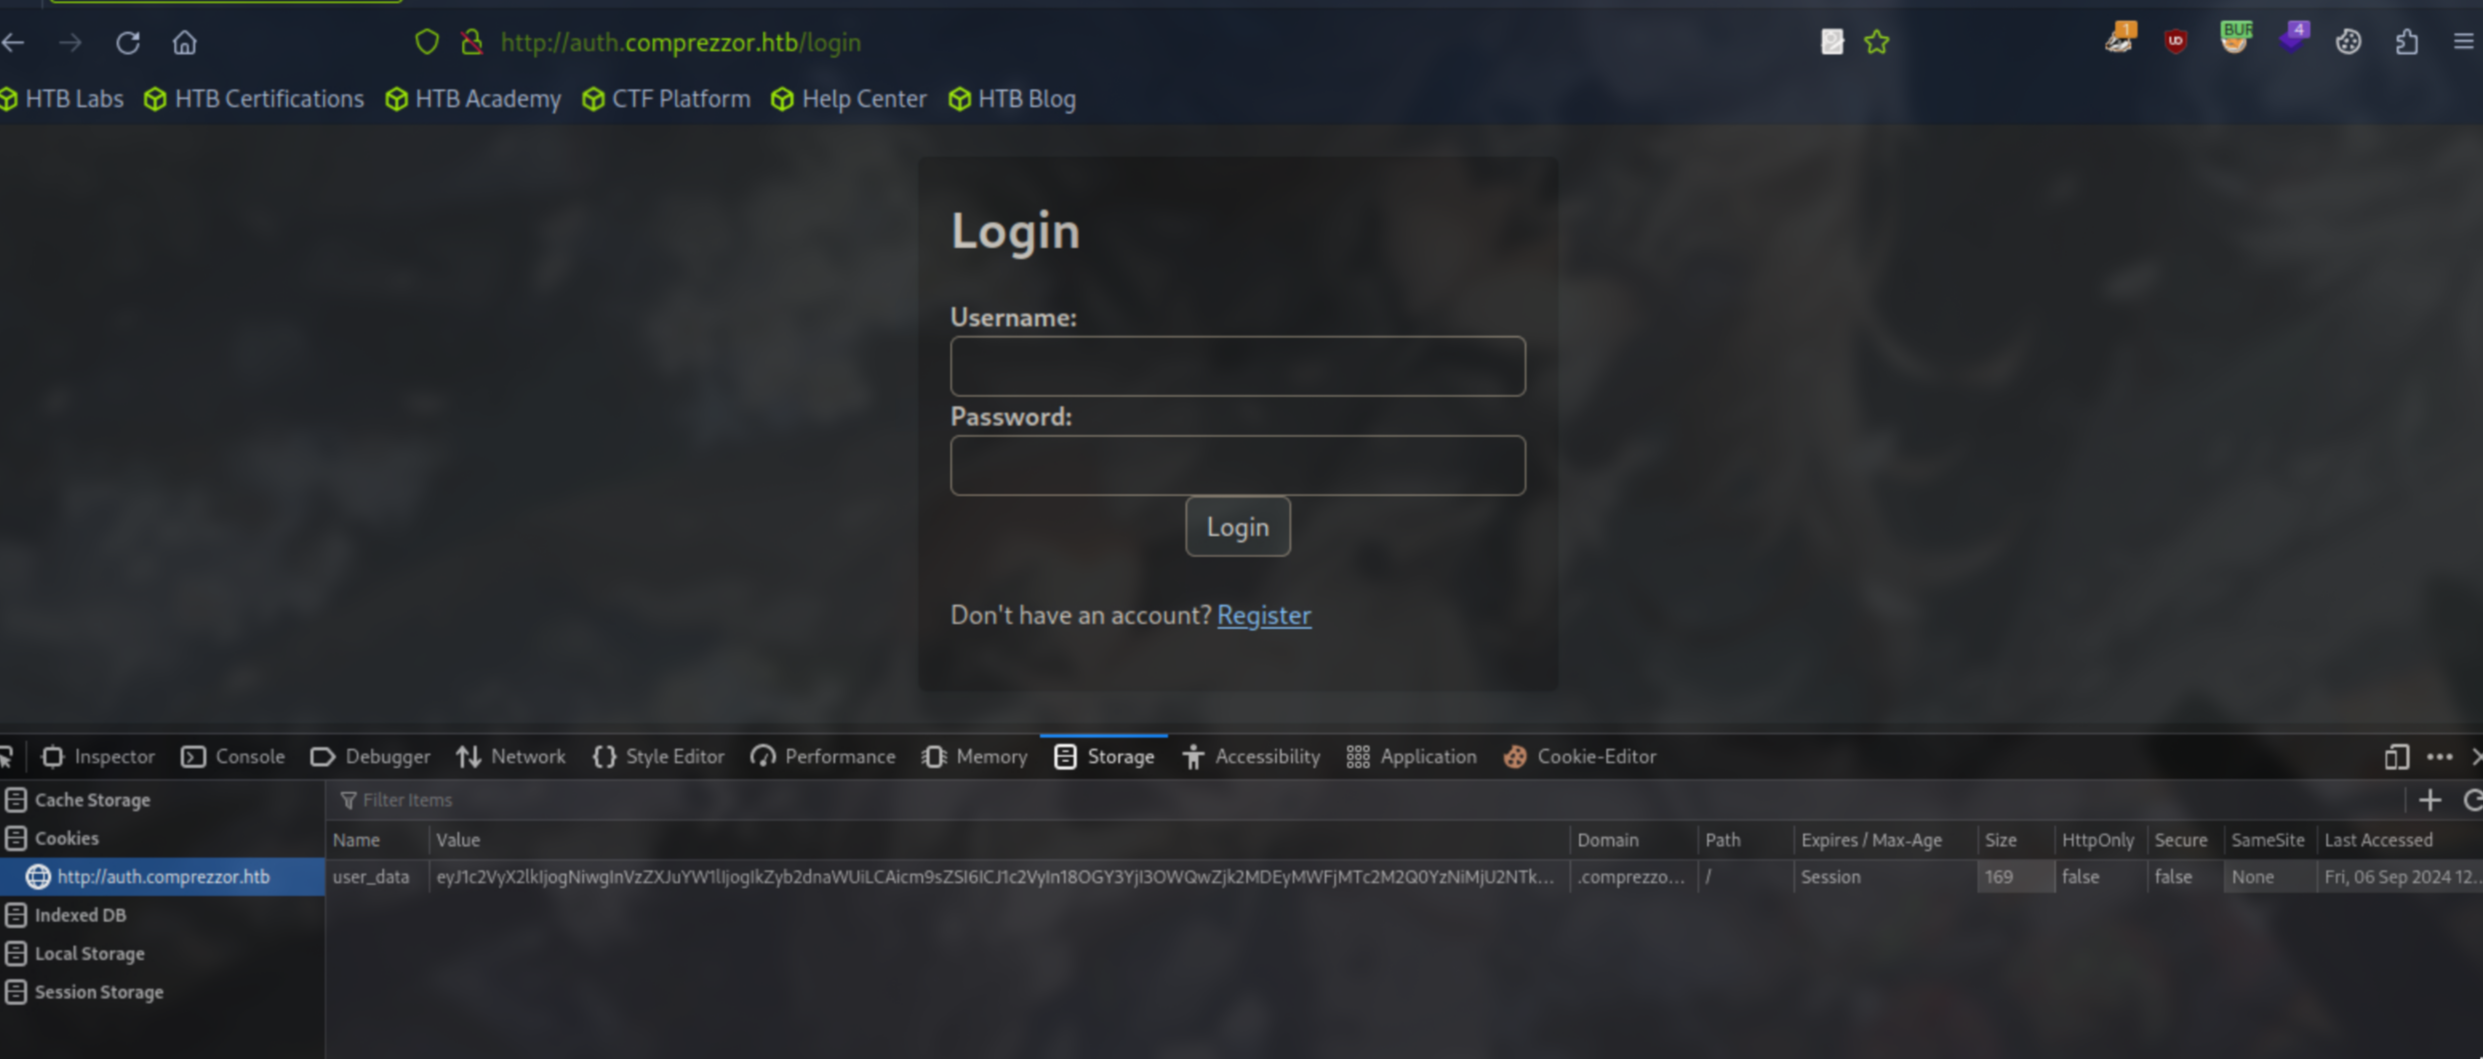 http://auth.comprezzor.htb/login
1
BUR
4
HTB Labs HTB Certifications HTB Academy CTF Platform Help Center HTB Blog
Login
Username:
Password:
Login
Don't have an account? Register
Inspector Console Debugger Network Style Editor Performance Memory Storage Accessibility Application Cookie-Editor
Cache Storage
Filter Items
Cookies
Name Value Domain Path Expires / Max-Age Size HttpOnly Secure SameSite Last Accessed
http://auth.comprezzor.htb
user_data eyJ1c2VyX2lkIjogNiwgInVzZXJuYW1lIjogIkZyb2dnaWUiLCAicm9sZSI6ICJ1c2VyIn18OGY3YjI3OWQwZjk2MDEyMWFjMTc2M2Q0YzNiMjU2NTk... .comprezzo... / Session 169 false false None Fri, 06 Sep 2024 12...
Indexed DB
Local Storage
Session Storage